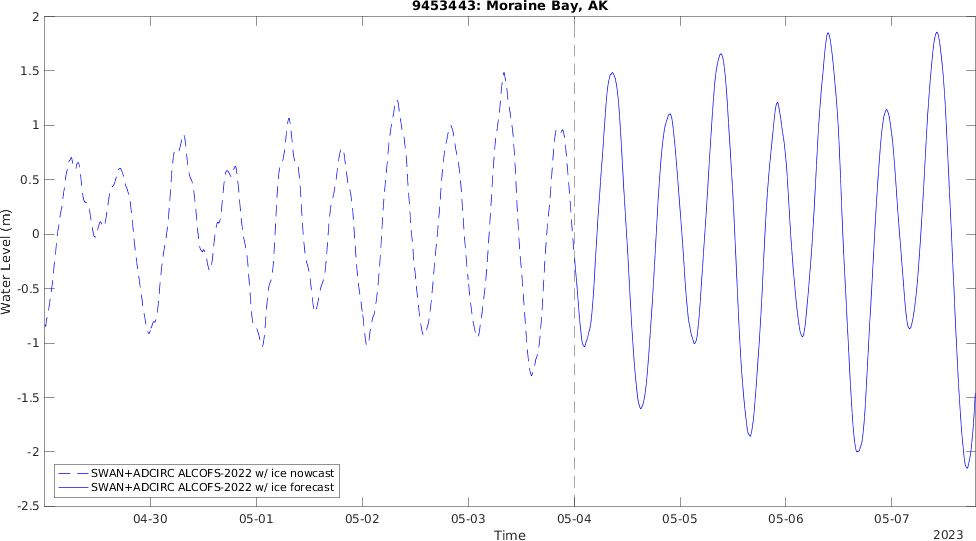 9453443: Moraine Bay, AK
2
1.5
1
0.5
0
-0.5
-1
-1.5
-2
-2.5
Water Level (m)
SWAN+ADCIRC ALCOFS-2022 w/ ice nowcast
SWAN+ADCIRC ALCOFS-2022 w/ ice forecast
04-30 05-01 05-02 05-03 05-04 05-05 05-06 05-07
Time
2023